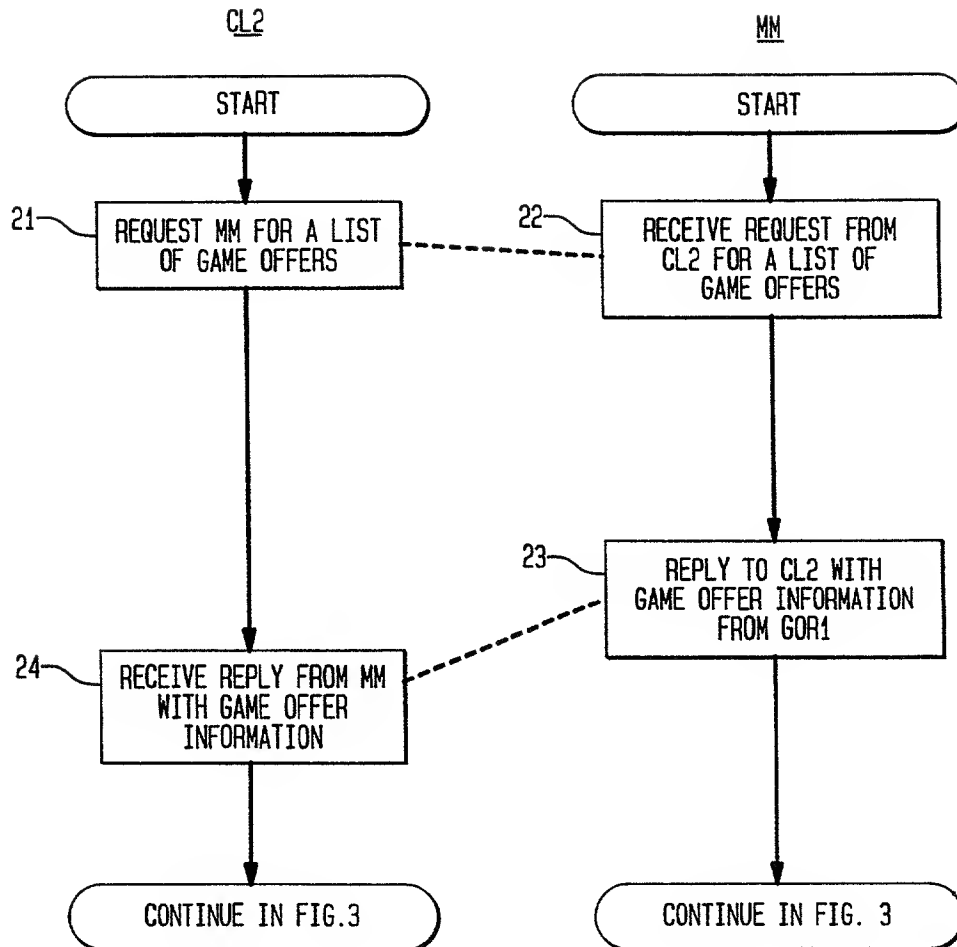 CL2
MM
START
START
21
REQUEST MM FOR A LIST
OF GAME OFFERS
22
RECEIVE REQUEST FROM
CL2 FOR A LIST OF
GAME OFFERS
23
REPLY TO CL2 WITH
GAME OFFER INFORMATION
FROM GOR1
24
RECEIVE REPLY FROM MM
WITH GAME OFFER
INFORMATION
CONTINUE IN FIG.3
CONTINUE IN FIG. 3